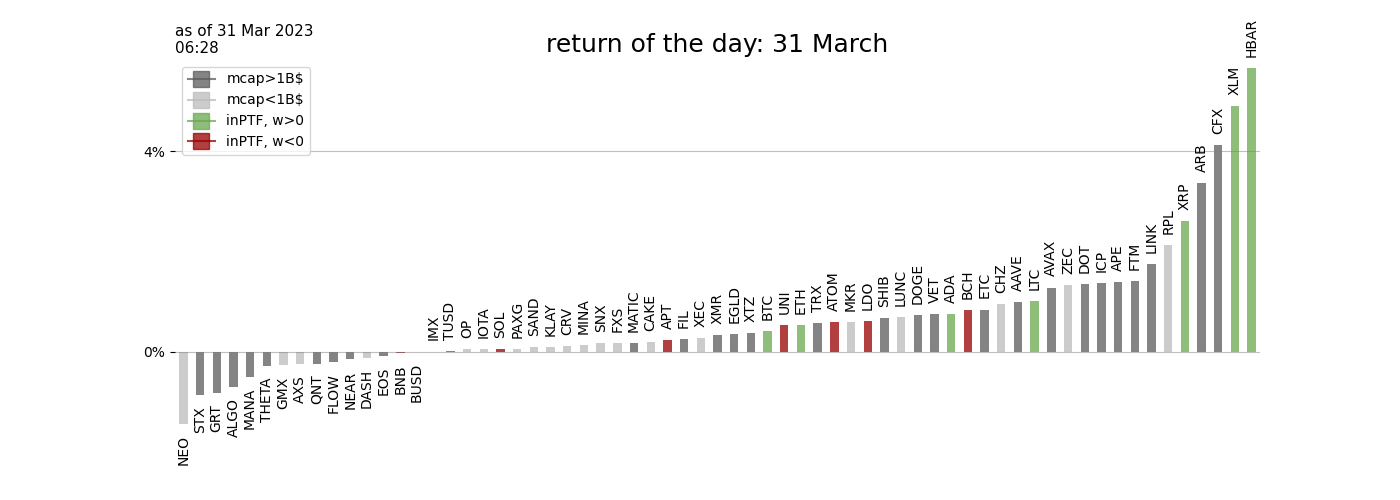 as of 31 Mar 2023
06:28
return of the day: 31 March
mcap>1B$
mcap<1B$
inPTF, w>0
inPTF, w<0
4%
0%
NEO
STX
GRT
ALGO
MANA
THETA
GMX
AXS
QNT
FLOW
NEAR
DASH
EOS
BNB
BUSD
IMX
TUSD
OP
IOTA
SOL
PAXG
SAND
KLAY
CRV
MINA
SNX
FXS
MATIC
CAKE
APT
FIL
XEC
XMR
EGLD
XTZ
BTC
UNI
ETH
TRX
ATOM
MKR
LDO
SHIB
LUNC
DOGE
VET
ADA
BCH
ETC
CHZ
AAVE
LTC
AVAX
ZEC
DOT
ICP
APE
FTM
LINK
RPL
XRP
ARB
CFX
XLM
HBAR